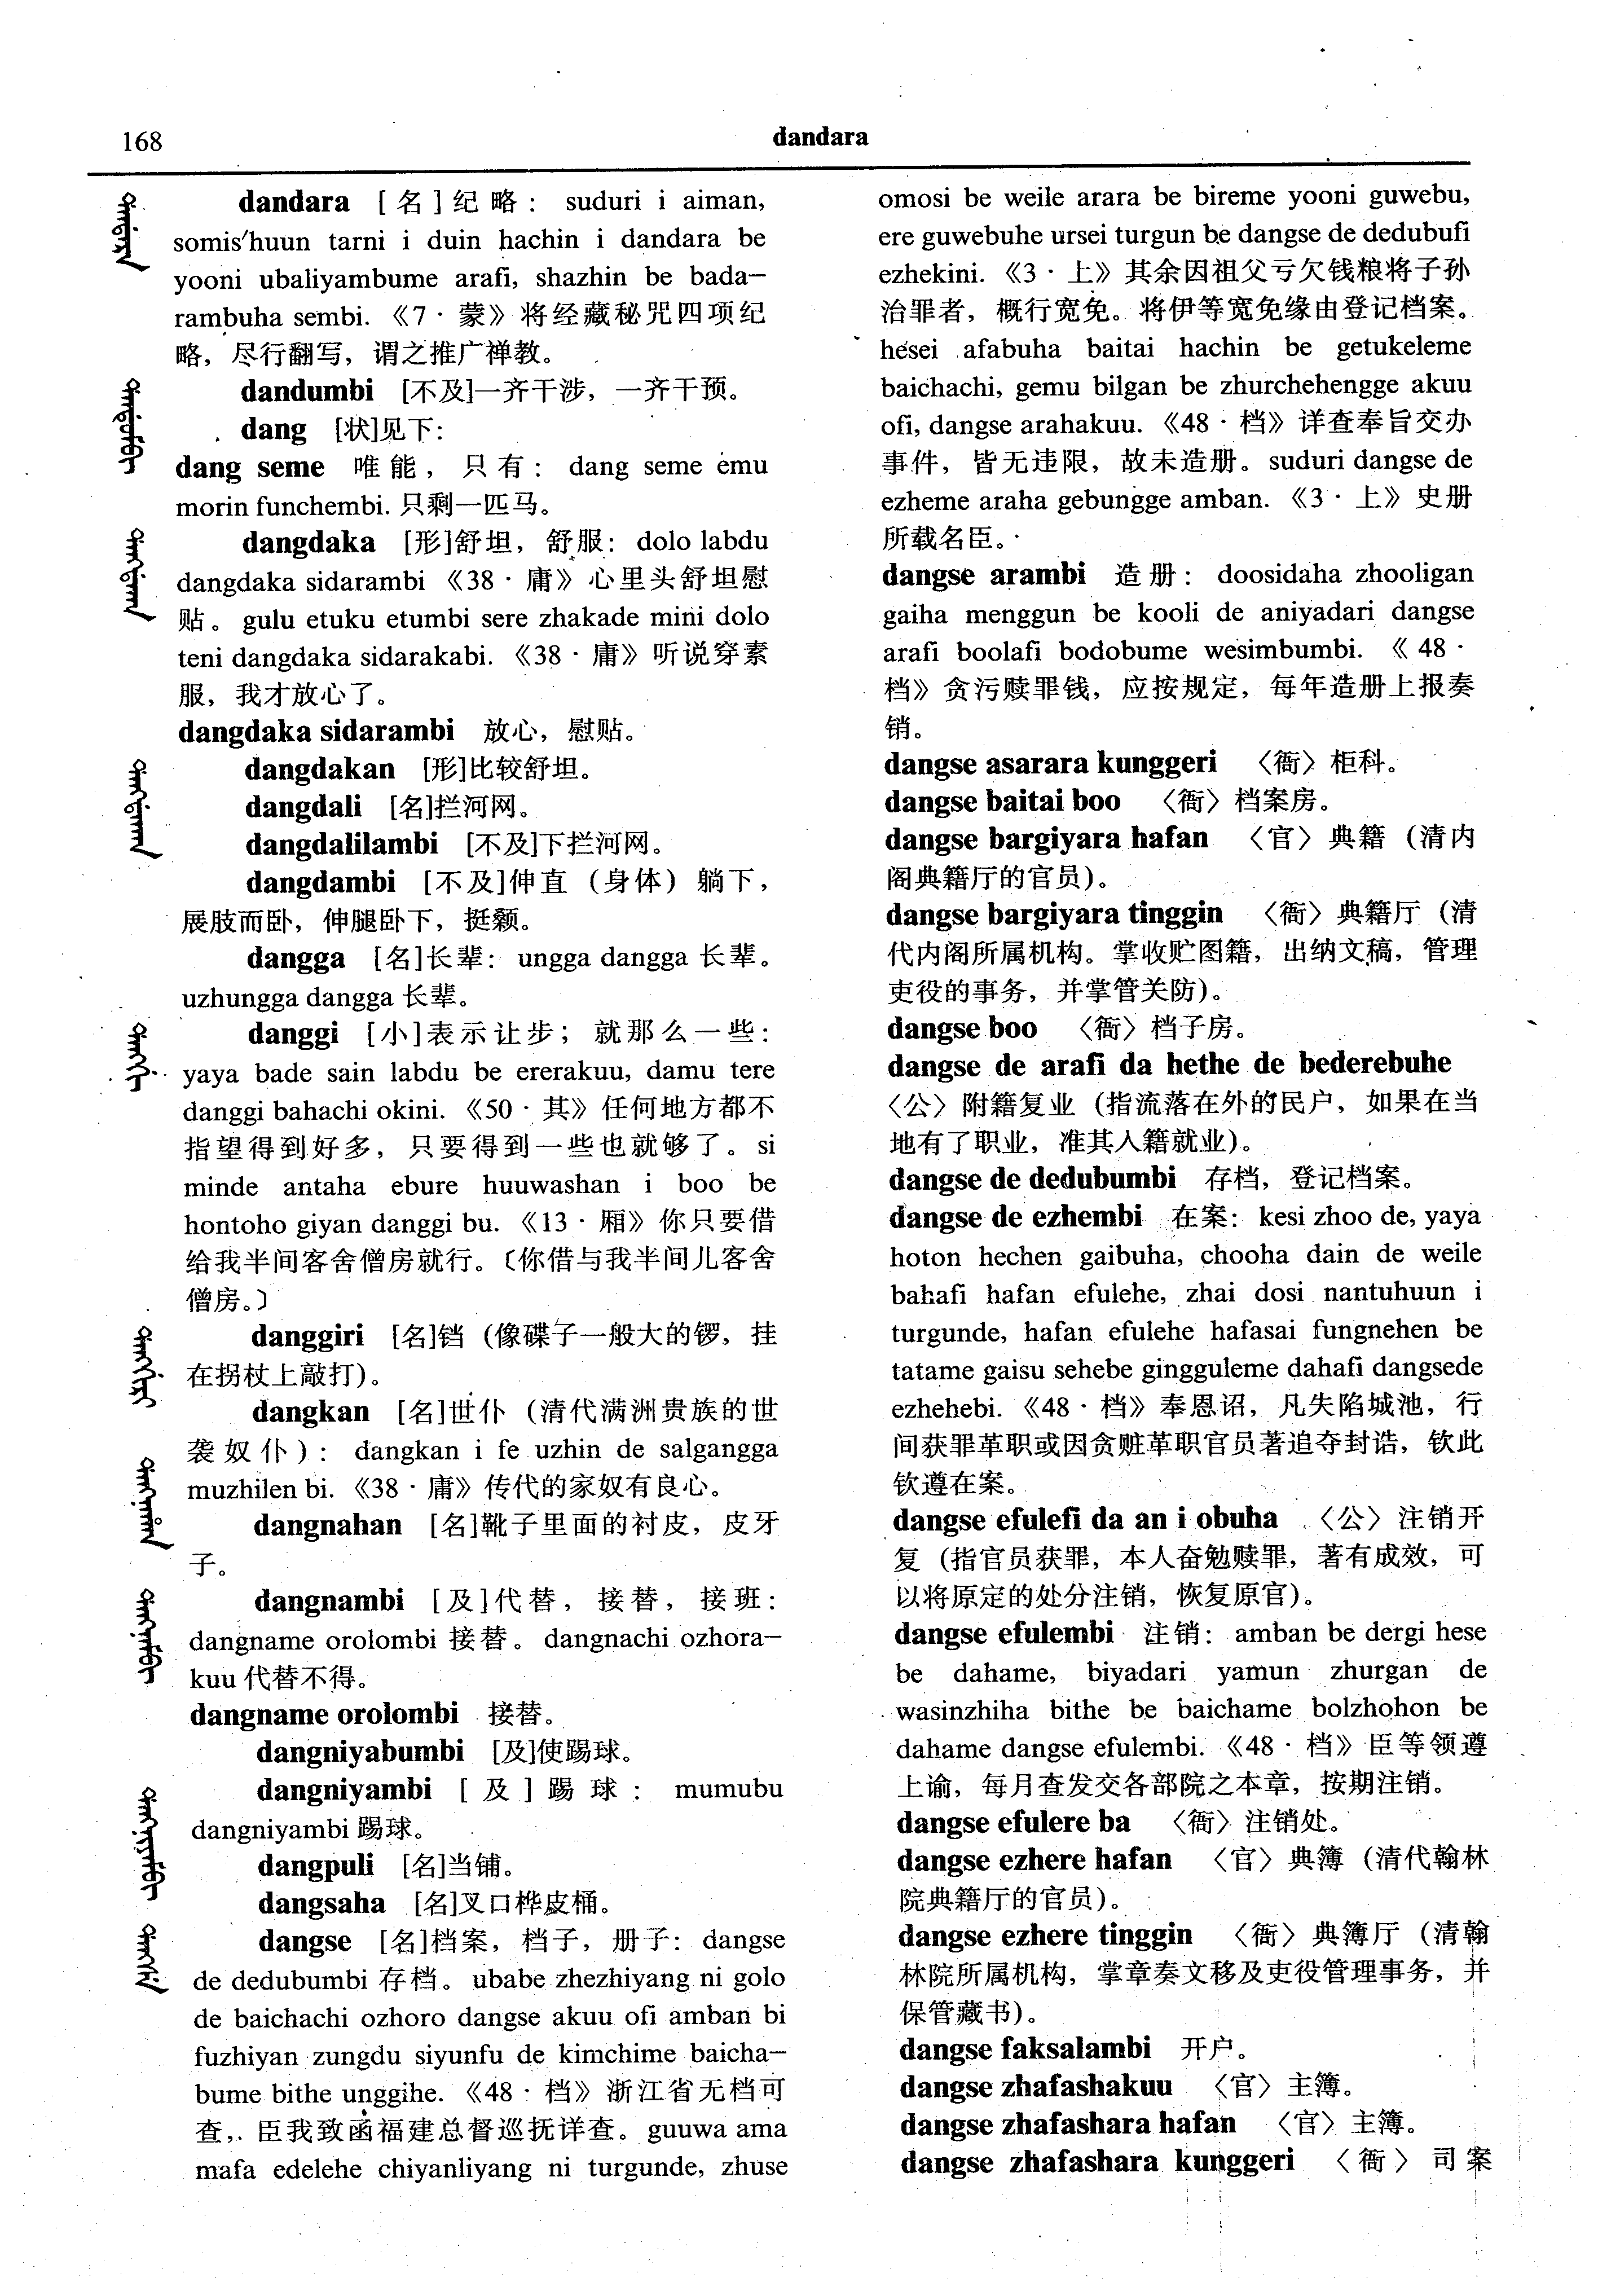 168
dandara
dandara [名]纪略: suduri i aiman,
somis'huun tarni i duin hachin i dandara be
yooni ubaliyambume arafi, shazhin be bada—
rambuha sembi.《7·蒙》将经藏秘咒四项纪
略，尽行翻写，谓之推广禅教。
dandumbi [不及]一齐干涉，一齐干预。
dang [状]见下:
dang seme 唯能，只有: dang seme emu
morin funchembi. 只剩一匹马。
dangdaka [形]舒坦，舒服: dolo labdu
dangdaka sidarambi《38·庸》心里头舒坦慰
贴。gulu etuku etumbi sere zhakade mini dolo
teni dangdaka sidarakabi.《38·庸》听说穿素
服，我才放心了。
dangdaka sidarambi 放心，慰贴。
dangdakan [形]比较舒坦。
dangdali [名]拦河网。
dangdalilambi [不及]下拦河网。
dangdambi [不及]伸直（身体）躺下，
展肢而卧，伸腿卧下，挺颡。
dangga [名]长辈: ungga dangga 长辈。
uzhungga dangga 长辈。
danggi [小]表示让步；就那么一些:
yaya bade sain labdu be ererakuu, damu tere
danggi bahachi okini.《50·其》任何地方都不
指望得到好多，只要得到一些也就够了。si
minde antaha ebure huuwashan i boo be
hontoho giyan danggi bu.《13·厢》你只要借
给我半间客舍僧房就行。〔你借与我半间儿客舍
僧房。〕
danggiri [名]铛（像碟子一般大的锣，挂
在拐杖上敲打）。
dangkan [名]世仆（清代满洲贵族的世
袭奴仆）: dangkan i fe uzhin de salgangga
muzhilen bi.《38·庸》传代的家奴有良心。
dangnahan [名]靴子里面的衬皮，皮牙
子。
dangnambi [及]代替，接替，接班:
dangname orolombi 接替。dangnachi ozhora—
kuu 代替不得。
dangname orolombi 接替。
dangniyabumbi [及]使踢球。
dangniyambi [及]踢球: mumubu
dangniyambi 踢球。
dangpuli [名]当铺。
dangsaha [名]叉口桦皮桶。
dangse [名]档案，档子，册子: dangse
de dedubumbi 存档。ubabe zhezhiyang ni golo
de baichachi ozhoro dangse akuu ofi amban bi
fuzhiyan zungdu siyunfu de kimchime baicha—
bume bithe unggihe.《48·档》浙江省无档可
查，臣我致函福建总督巡抚详查。guuwa ama
mafa edelehe chiyanliyang ni turgunde, zhuse
omosi be weile arara be bireme yooni guwebu,
ere guwebuhe ursei turgun be dangse de dedubufi
ezhekini.《3·上》其余因祖父亏欠钱粮将子孙
治罪者，概行宽免。将伊等宽免缘由登记档案。
hesei afabuha baitai hachin be getukeleme
baichachi, gemu bilgan be zhurchehengge akuu
ofi, dangse arahakuu.《48·档》详查奉旨交办
事件，皆无违限，故未造册。suduri dangse de
ezheme araha gebungge amban.《3·上》史册
所载名臣。
dangse arambi 造册: doosidaha zhooligan
gaiha menggun be kooli de aniyadari dangse
arafi boolafi bodobume wesimbumbi.《48·
档》贪污赎罪钱，应按规定，每年造册上报奏
销。
dangse asarara kunggeri 〈衙〉柜科。
dangse baitai boo 〈衙〉档案房。
dangse bargiyara hafan 〈官〉典籍（清内
阁典籍厅的官员）。
dangse bargiyara tinggin 〈衙〉典籍厅（清
代内阁所属机构。掌收贮图籍，出纳文稿，管理
吏役的事务，并掌管关防）。
dangse boo 〈衙〉档子房。
dangse de arafi da hethe de bederebuhe
〈公〉附籍复业（指流落在外的民户，如果在当
地有了职业，准其入籍就业）。
dangse de dedubumbi 存档，登记档案。
dangse de ezhembi 在案: kesi zhoo de, yaya
hoton hechen gaibuha, chooha dain de weile
bahafi hafan efulehe, zhai dosi nantuhuun i
turgunde, hafan efulehe hafasai fungnehen be
tatame gaisu sehebe gingguleme dahafi dangsede
ezhehebi.《48·档》奉恩诏，凡失陷城池，行
间获罪革职或因贪赃革职官员著追夺封诰，钦此
钦遵在案。
dangse efulefi da an i obuha 〈公〉注销开
复（指官员获罪，本人奋勉赎罪，著有成效，可
以将原定的处分注销，恢复原官）。
dangse efulembi 注销: amban be dergi hese
be dahame, biyadari yamun zhurgan de
wasinzhiha bithe be baichame bolzhohon be
dahame dangse efulembi.《48·档》臣等领遵
上谕，每月查发交各部院之本章，按期注销。
dangse efulere ba 〈衙〉注销处。
dangse ezhere hafan 〈官〉典簿（清代翰林
院典籍厅的官员）。
dangse ezhere tinggin 〈衙〉典簿厅（清翰
林院所属机构，掌章奏文移及吏役管理事务，并
保管藏书）。
dangse faksalambi 开户。
dangse zhafashakuu 〈官〉主簿。
dangse zhafashara hafan 〈官〉主簿。
dangse zhafashara kunggeri 〈衙〉司案